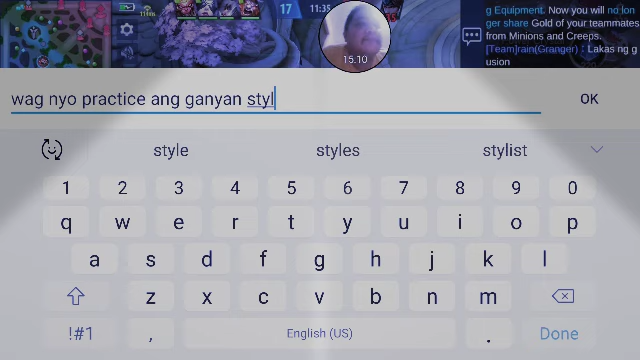 17
11:35
114ms
g Equipment. Now you will no lon
ger share Gold of your teammates
from Minions and Creeps.
[Team]rain(Granger) : Lakas ng g
usion
15.10
wag nyo practice ang ganyan styl
OK
style styles stylist
1 2 3 4 5 6 7 8 9 0
q w e r t y u i o p
a s d f g h j k l
z x c v b n m
!#1 , English (US) . Done